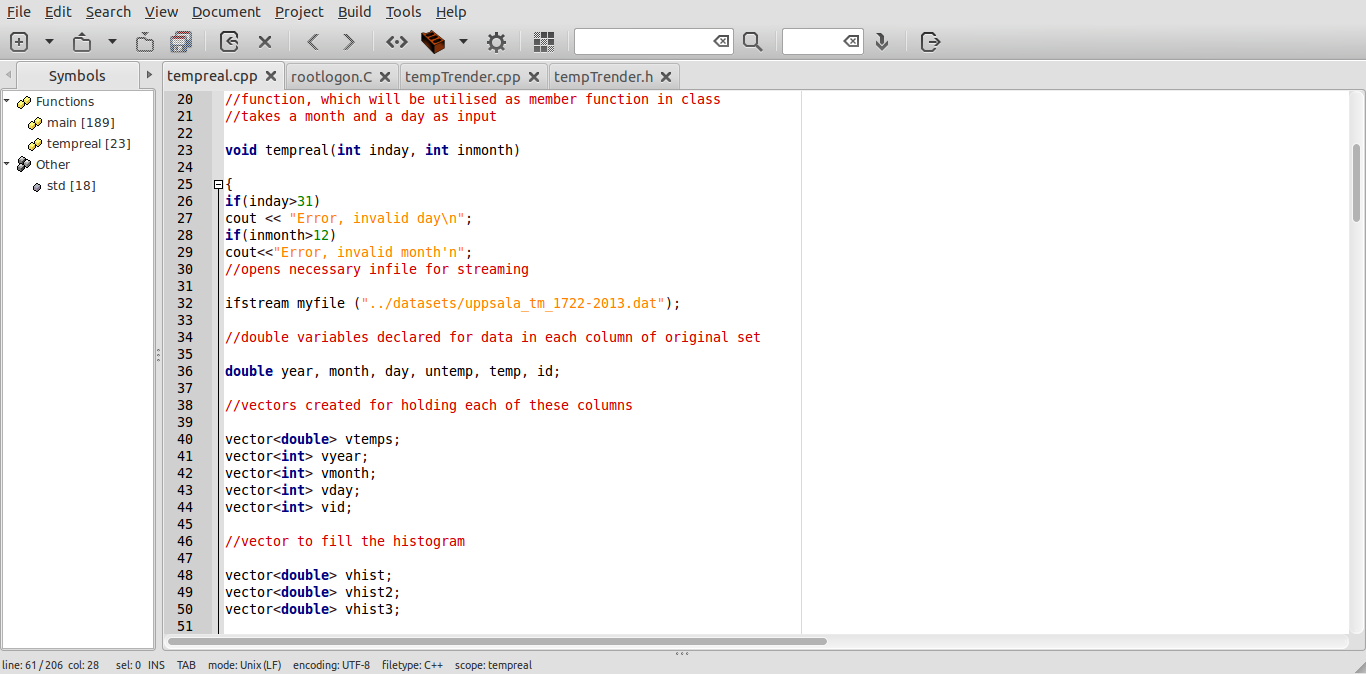 File Edit Search View Document Project Build Tools Help
Symbols
tempreal.cpp rootlogon.C tempTrender.cpp tempTrender.h
Functions
main [189]
tempreal [23]
Other
std [18]
20 //function, which will be utilised as member function in class
21 //takes a month and a day as input
22
23 void tempreal(int inday, int inmonth)
24
25 {
26 if(inday>31)
27 cout << "Error, invalid day\n";
28 if(inmonth>12)
29 cout<<"Error, invalid month'n";
30 //opens necessary infile for streaming
31
32 ifstream myfile ("../datasets/uppsala_tm_1722-2013.dat");
33
34 //double variables declared for data in each column of original set
35
36 double year, month, day, untemp, temp, id;
37
38 //vectors created for holding each of these columns
39
40 vector<double> vtemps;
41 vector<int> vyear;
42 vector<int> vmonth;
43 vector<int> vday;
44 vector<int> vid;
45
46 //vector to fill the histogram
47
48 vector<double> vhist;
49 vector<double> vhist2;
50 vector<double> vhist3;
51
line: 61 / 206 col: 28 sel: 0 INS TAB mode: Unix (LF) encoding: UTF-8 filetype: C++ scope: tempreal